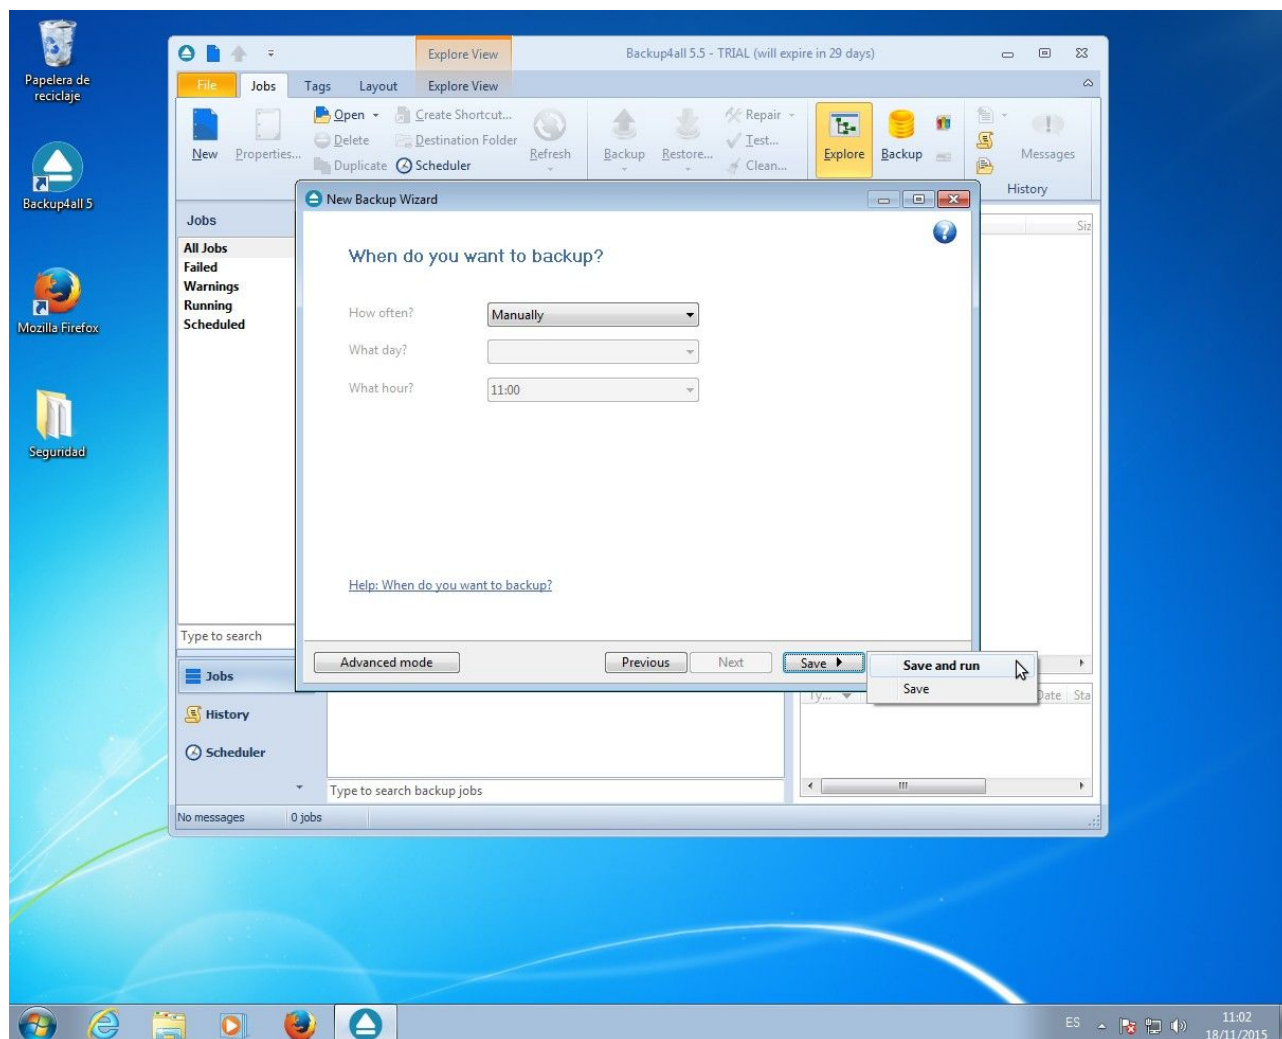 Papelera de
reciclaje
Backup4all 5
Mozilla Firefox
Seguridad
Explore View
Backup4all 5.5 - TRIAL (will expire in 29 days)
File
Jobs
Tags
Layout
Explore View
New
Properties...
Open
Delete
Duplicate
Create Shortcut...
Destination Folder
Scheduler
Refresh
Backup
Restore...
Repair
Test...
Clean...
Explore
Backup
Messages
History
Jobs
All Jobs
Failed
Warnings
Running
Scheduled
Type to search
Jobs
History
Scheduler
Siz
New Backup Wizard
When do you want to backup?
How often?
Manually
What day?
What hour?
11:00
Help: When do you want to backup?
Advanced mode
Previous
Next
Save
Save and run
Save
Ty...
Date
Sta
Type to search backup jobs
No messages
0 jobs
ES
11:02
18/11/2015